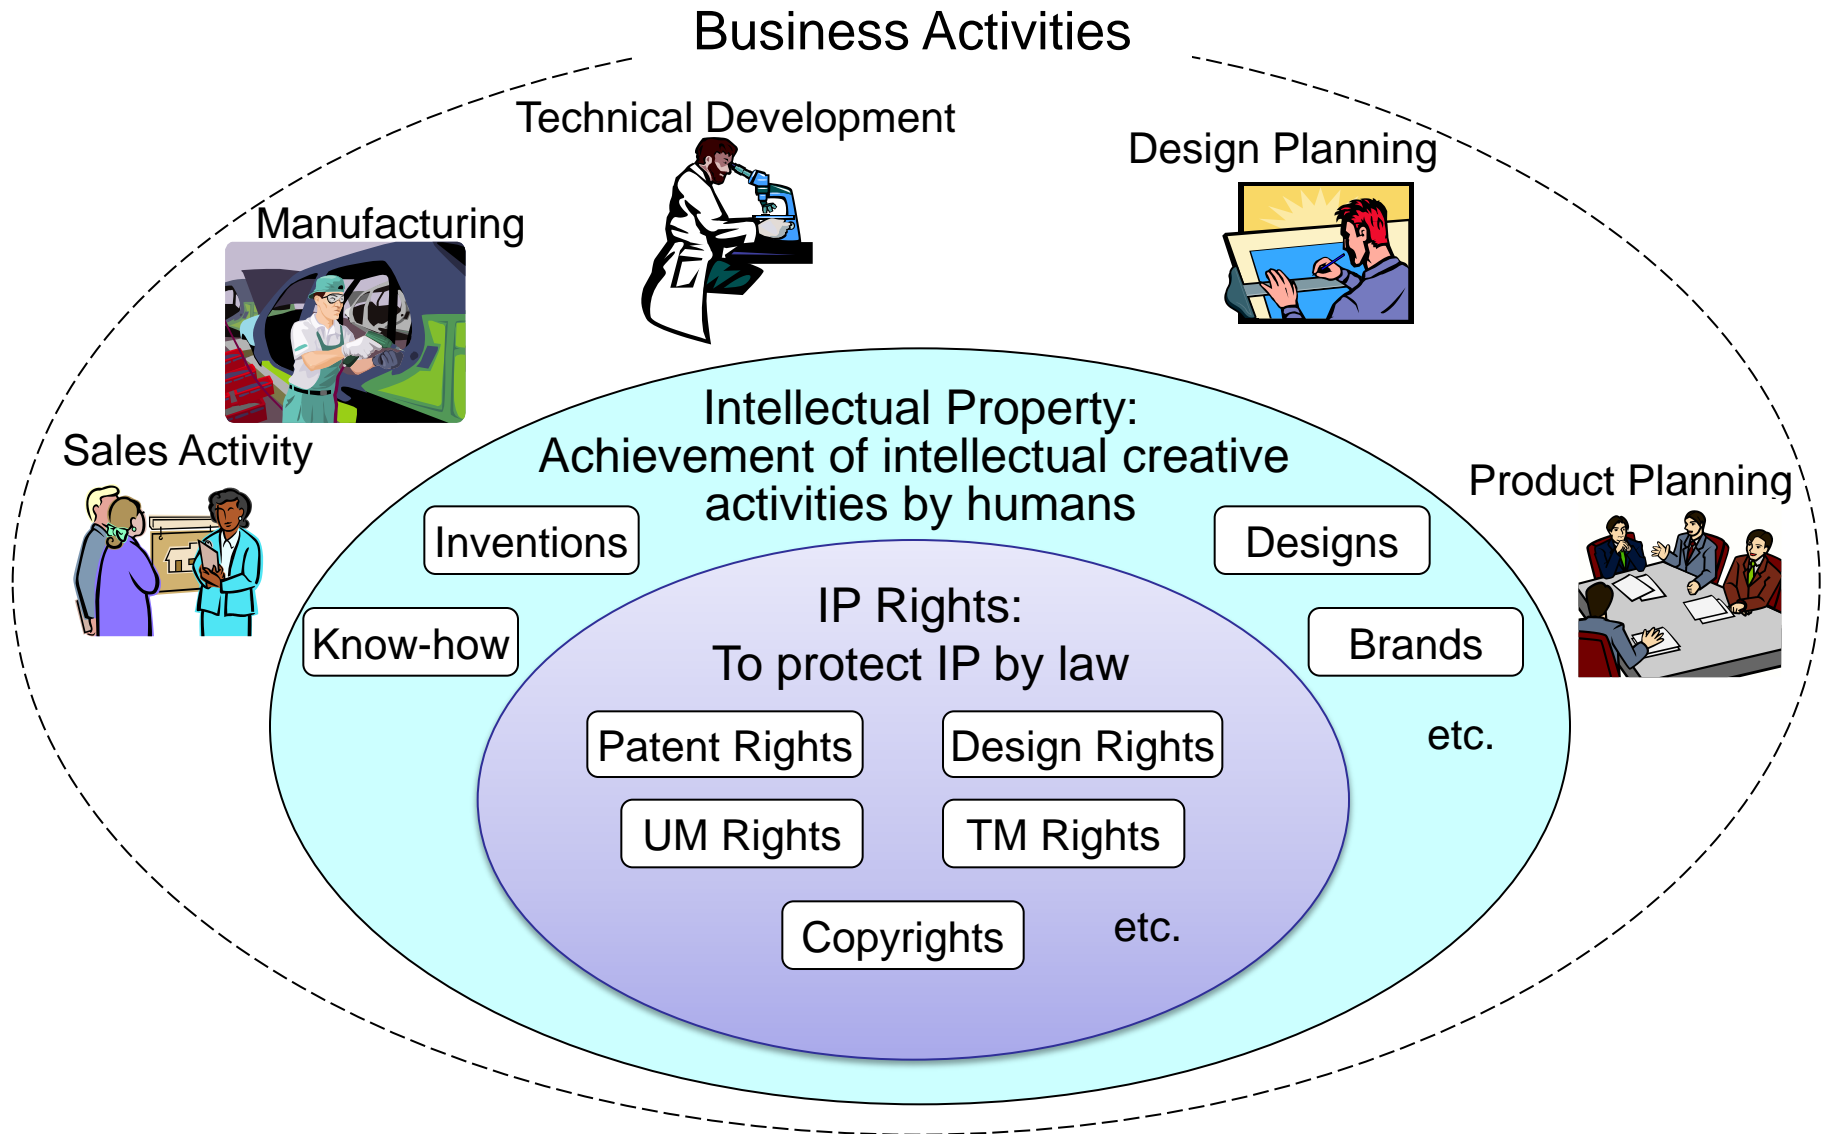 Business Activities
Technical Development
Design Planning
Manufacturing
Sales Activity
Product Planning
Intellectual Property:
Achievement of intellectual creative
activities by humans
Inventions
Designs
Know-how
Brands
etc.
IP Rights:
To protect IP by law
Patent Rights
Design Rights
UM Rights
TM Rights
Copyrights
etc.